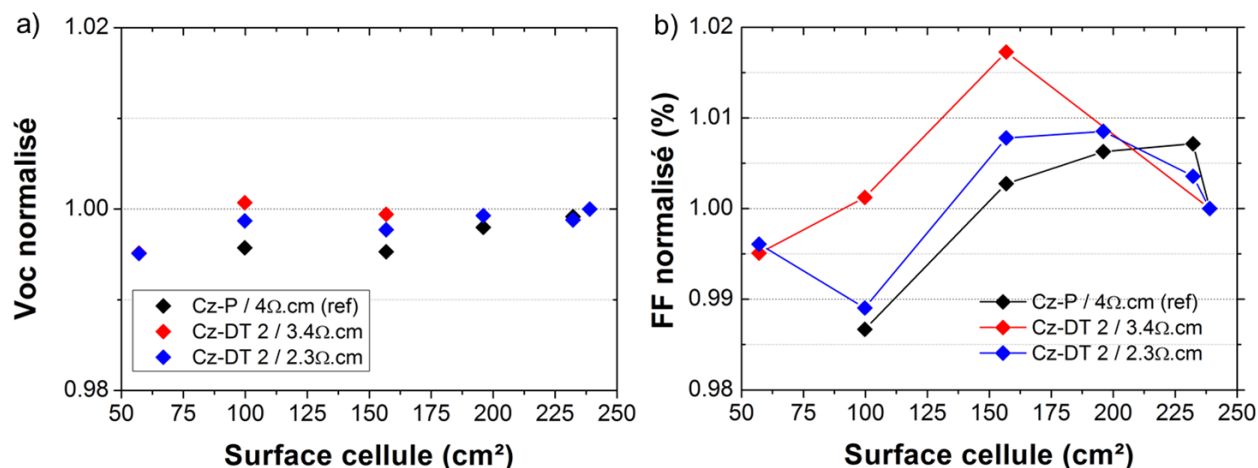 a)
1.02
1.00
0.98
Voc normalisé
Cz-P / 4Ω.cm (ref)
Cz-DT 2 / 3.4Ω.cm
Cz-DT 2 / 2.3Ω.cm
50 75 100 125 150 175 200 225 250
Surface cellule (cm²)
b)
1.02
1.01
1.00
0.99
0.98
FF normalisé (%)
Cz-P / 4Ω.cm (ref)
Cz-DT 2 / 3.4Ω.cm
Cz-DT 2 / 2.3Ω.cm
50 75 100 125 150 175 200 225 250
Surface cellule (cm²)